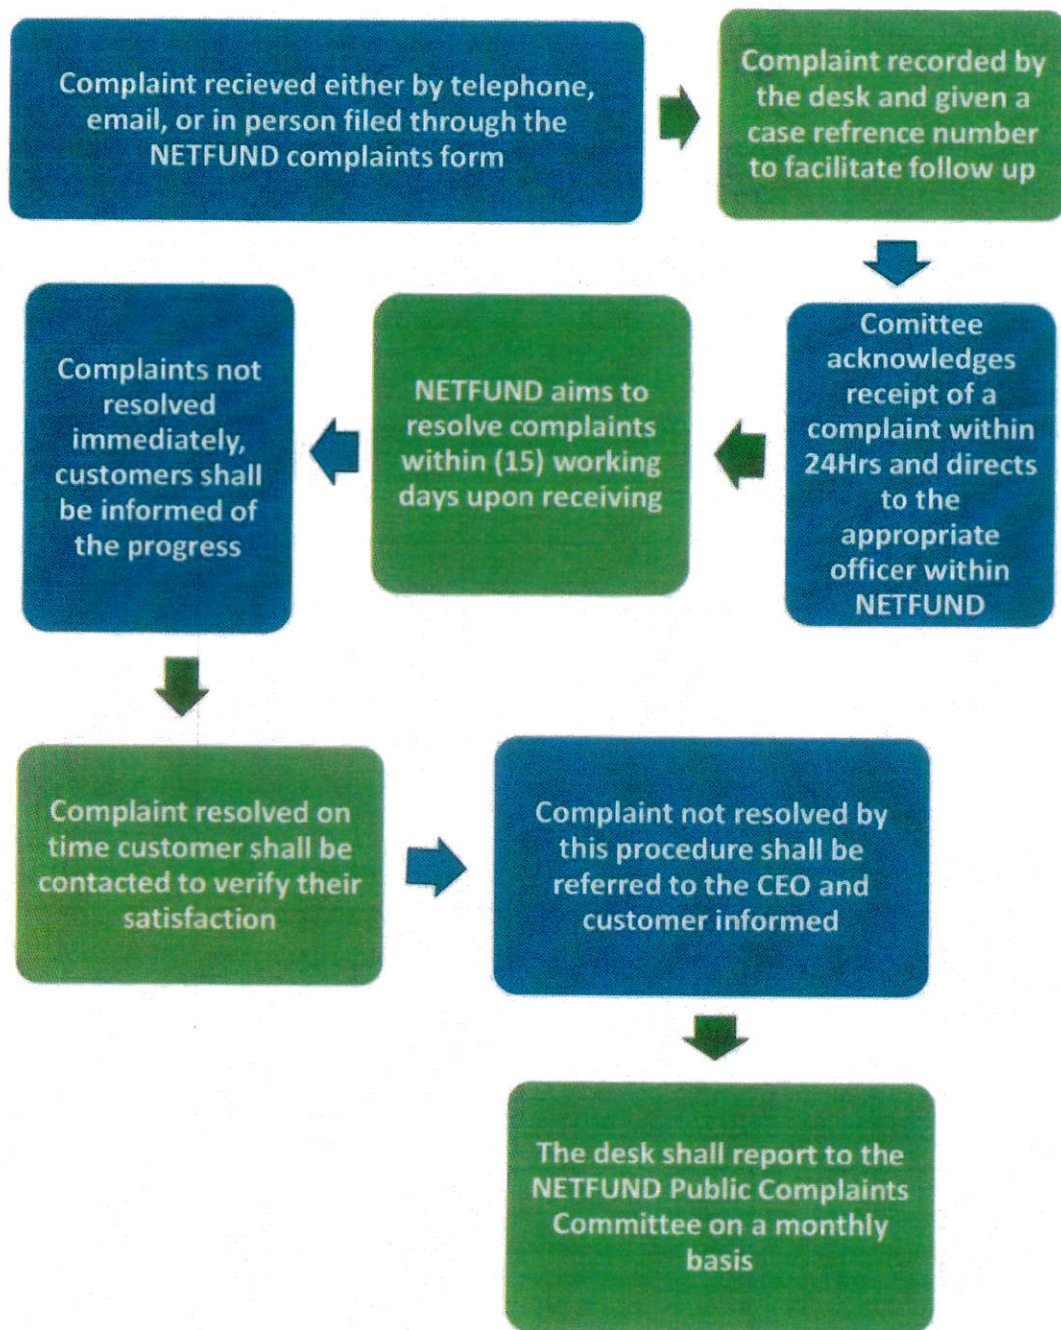 Complaint recieved either by telephone,
email, or in person filed through the
NETFUND complaints form
Complaint recorded by
the desk and given a
case refrence number
to facilitate follow up
Comittee
acknowledges
receipt of a
complaint within
24Hrs and directs
to the
appropriate
officer within
NETFUND
NETFUND aims to
resolve complaints
within (15) working
days upon receiving
Complaints not
resolved
immediately,
customers shall
be informed of
the progress
Complaint resolved on
time customer shall be
contacted to verify their
satisfaction
Complaint not resolved by
this procedure shall be
referred to the CEO and
customer informed
The desk shall report to the
NETFUND Public Complaints
Committee on a monthly
basis